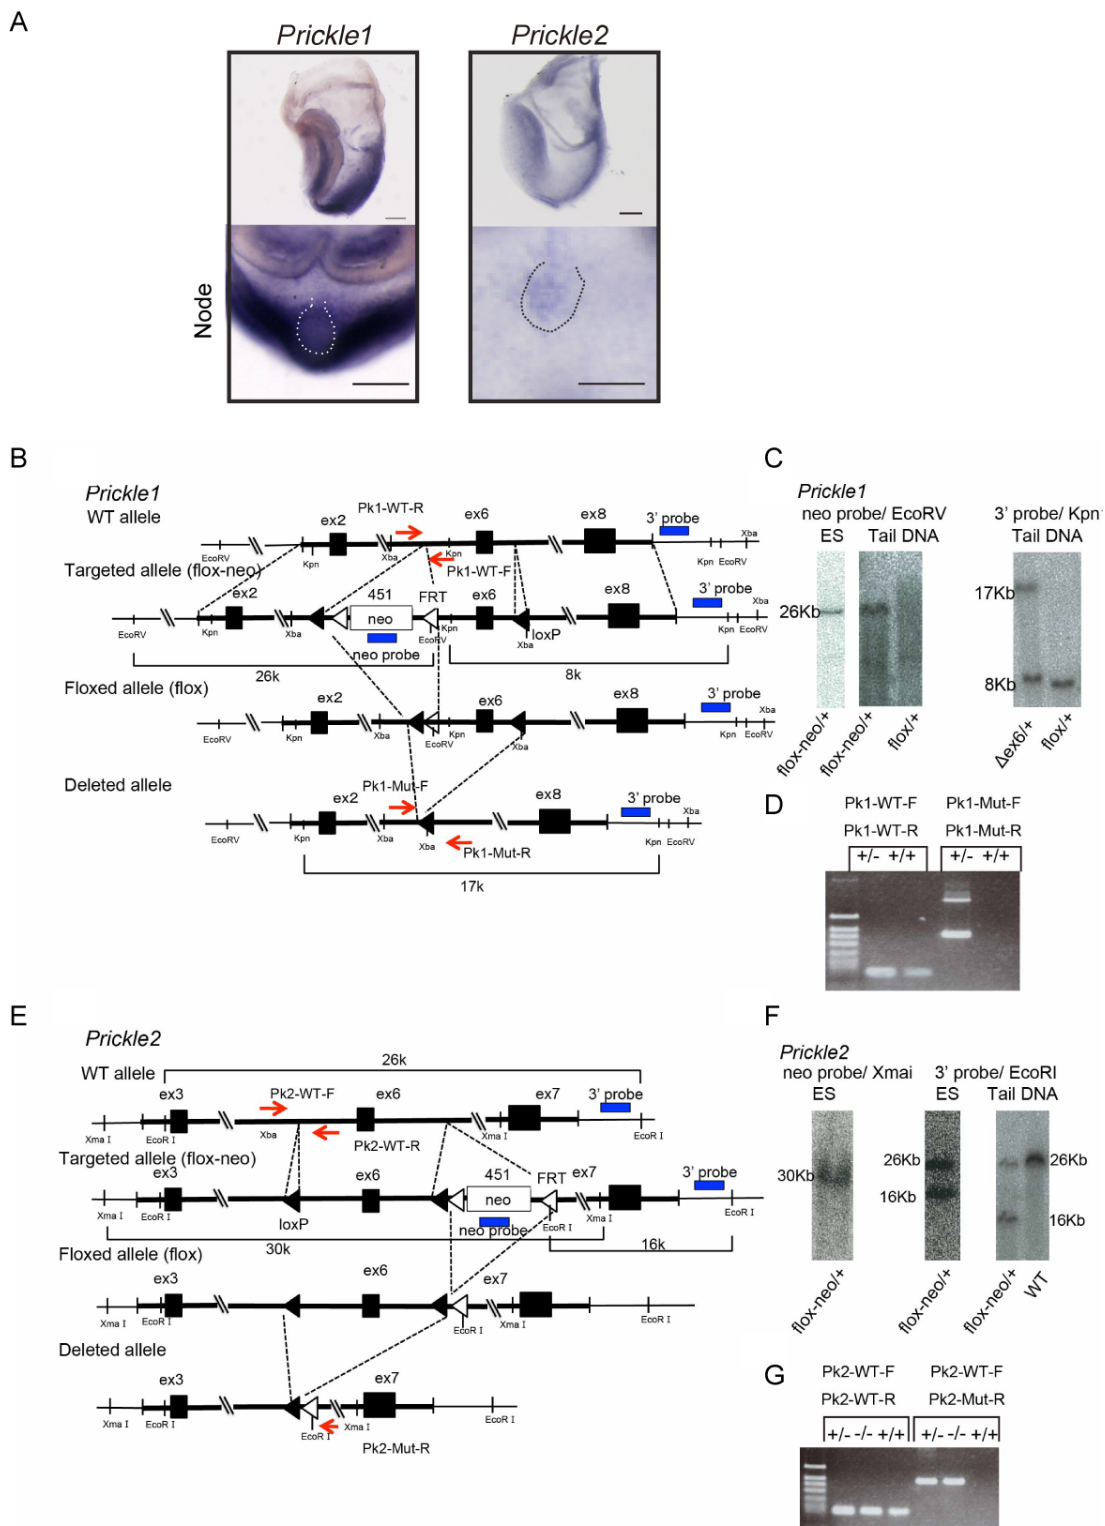 A
Prickle1
Prickle2
Node
B
Prickle1
WT allele
Pk1-WT-R
ex2
ex6
ex8
3' probe
EcoRV
Kpn
Xba
Kpn
Xba
Kpn
EcoRV
Pk1-WT-F
Targeted allele (flox-neo)
ex2
451
FRT
ex6
ex8
3' probe
neo
EcoRV
Kpn
Xba
EcoRV
Kpn
loxP
Xba
Xba
Kpn
EcoRV
neo probe
26k
8k
Floxed allele (flox)
ex2
ex6
ex8
3' probe
Xba
EcoRV
Kpn
Xba
EcoRV
Kpn
Xba
Kpn
EcoRV
Deleted allele
Pk1-Mut-F
ex2
ex8
3' probe
Xba
EcoRV
Kpn
Xba
Xba
Kpn
EcoRV
Pk1-Mut-R
17k
C
Prickle1
neo probe/ EcoRV
3' probe/ Kpn
ES
Tail DNA
Tail DNA
26Kb
17Kb
8Kb
flox-neo/+
flox-neo/+
flox/+
Δex6/+
flox/+
D
Pk1-WT-F
Pk1-Mut-F
Pk1-WT-R
Pk1-Mut-R
+/- +/+
+/- +/+
E
Prickle2
26k
WT allele
ex3
Pk2-WT-F
ex6
ex7
3' probe
Xma I
EcoR I
Xba
Pk2-WT-R
Xma I
EcoR I
Targeted allele (flox-neo)
ex3
ex6
451
FRT
ex7
3' probe
neo
Xma I
EcoR I
loxP
neo probe
EcoR I
Xma I
EcoR I
30k
16k
Floxed allele (flox)
ex3
ex6
ex7
Xma I
EcoR I
EcoR I
Xma I
EcoR I
Deleted allele
ex3
ex7
Xma I
EcoR I
EcoR I
Xma I
EcoR I
Pk2-Mut-R
F
Prickle2
neo probe/ Xmai
3' probe/ EcoRI
ES
ES
Tail DNA
30Kb
26Kb
16Kb
26Kb
16Kb
flox-neo/+
flox-neo/+
flox-neo/+
WT
G
Pk2-WT-F
Pk2-WT-F
Pk2-WT-R
Pk2-Mut-R
+/- -/- +/+
+/- -/- +/+